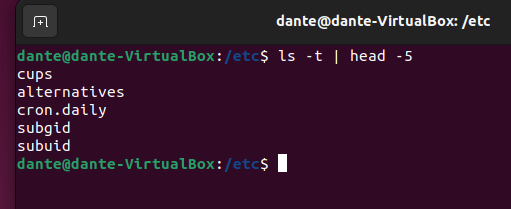 dante@dante-VirtualBox: /etc
dante@dante-VirtualBox:/etc$ ls -t | head -5
cups
alternatives
cron.daily
subgid
subuid
dante@dante-VirtualBox:/etc$